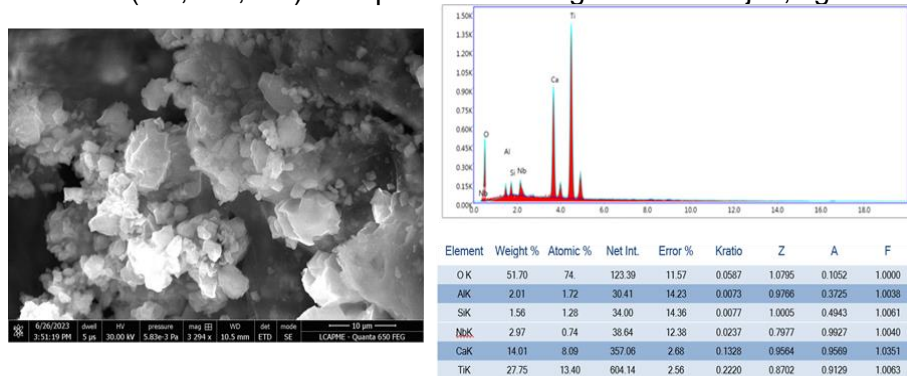 1.50K
1.35K
1.20K
1.05K
0.90K
0.75K
0.60K
0.45K
0.30K
0.15K
0.00K
Ti
Ca
O
Al
Si Nb
Nb
0.0 2.0 4.0 6.0 8.0 10.0 12.0 14.0 16.0 18.0
6/26/2023 dwell HV pressure mag WD det mode 10 µm
3:51:19 PM 5 µs 30.00 kV 5.83e-3 Pa 3 294 x 10.5 mm ETD SE LCAPME - Quanta 650 FEG
Element Weight % Atomic % Net Int. Error % Kratio Z A F
O K 51.70 74. 123.39 11.57 0.0587 1.0795 0.1052 1.0000
AlK 2.01 1.72 30.41 14.23 0.0073 0.9766 0.3725 1.0038
SiK 1.56 1.28 34.00 14.36 0.0077 1.0005 0.4943 1.0061
NbK 2.97 0.74 38.64 12.38 0.0237 0.7977 0.9927 1.0040
CaK 14.01 8.09 357.06 2.68 0.1328 0.9564 0.9569 1.0351
TiK 27.75 13.40 604.14 2.56 0.2220 0.8702 0.9129 1.0063